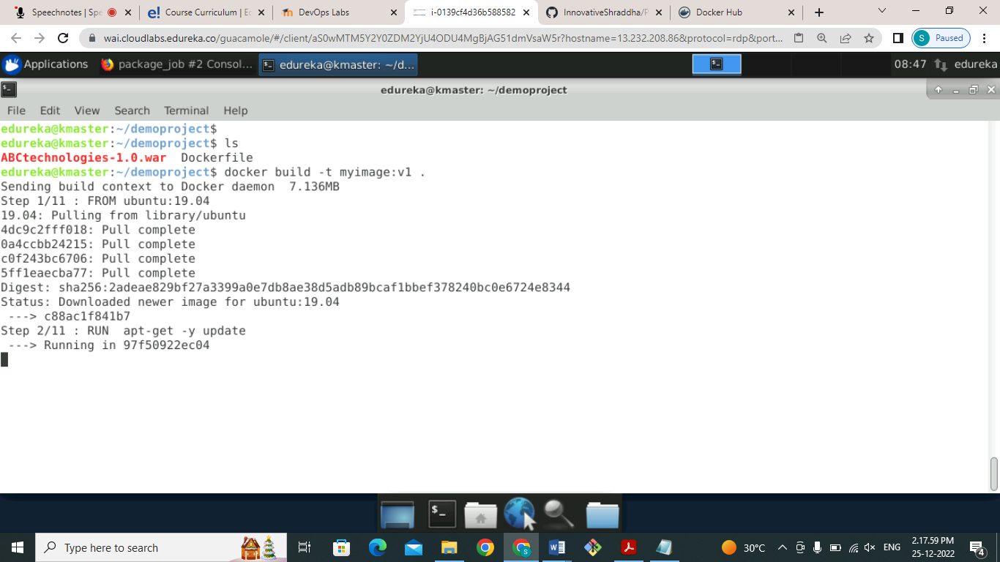 Speechnotes | Spe
Course Curriculum | Ec
DevOps Labs
i-0139cf4d36b588582
InnovativeShraddha/P
Docker Hub
wai.cloudlabs.edureka.co/guacamole/#/client/aS0wMTM5Y2Y0ZDM2YjU4ODU4MgBjAG51dmVsaW5r?hostname=13.232.208.86&protocol=rdp&port...
S Paused
Applications
package_job #2 Consol...
edureka@kmaster: ~/d...
08:47
edureka
edureka@kmaster: ~/demoproject
File Edit View Search Terminal Help
edureka@kmaster:~/demoproject$
edureka@kmaster:~/demoproject$ ls
ABCtechnologies-1.0.war  Dockerfile
edureka@kmaster:~/demoproject$ docker build -t myimage:v1 .
Sending build context to Docker daemon  7.136MB
Step 1/11 : FROM ubuntu:19.04
19.04: Pulling from library/ubuntu
4dc9c2fff018: Pull complete
0a4ccbb24215: Pull complete
c0f243bc6706: Pull complete
5ff1eaecba77: Pull complete
Digest: sha256:2adeae829bf27a3399a0e7db8ae38d5adb89bcaf1bbef378240bc0e6724e8344
Status: Downloaded newer image for ubuntu:19.04
 ---> c88ac1f841b7
Step 2/11 : RUN  apt-get -y update
 ---> Running in 97f50922ec04
Type here to search
30°C
ENG
2.17.59 PM
25-12-2022
4